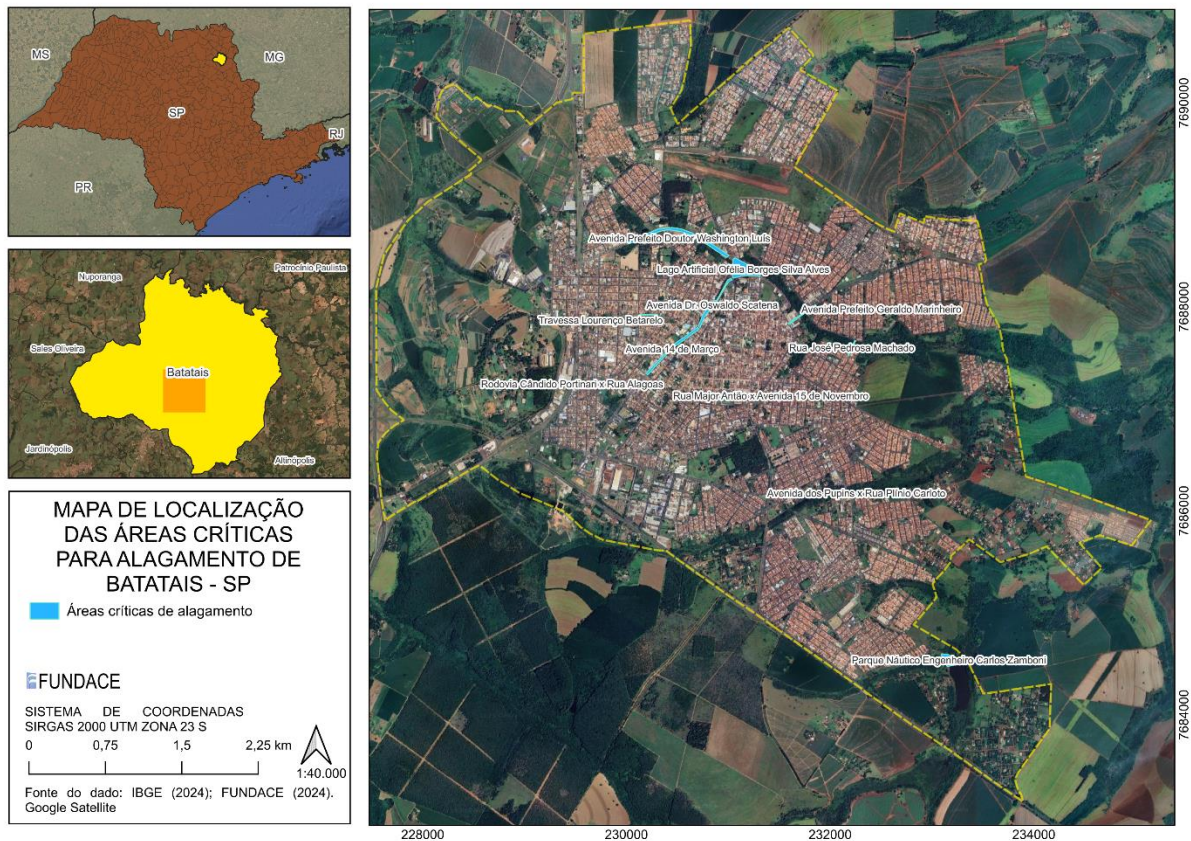 MS
MG
SP
RJ
PR
Nuporanga
Patrocínio Paulista
Sales Oliveira
Batatais
Jardinópolis
Altinópolis
MAPA DE LOCALIZAÇÃO
DAS ÁREAS CRÍTICAS
PARA ALAGAMENTO DE
BATATAIS - SP
Áreas críticas de alagamento
FUNDACE
SISTEMA DE COORDENADAS
SIRGAS 2000 UTM ZONA 23 S
0 0,75 1,5 2,25 km
1:40.000
Fonte do dado: IBGE (2024); FUNDACE (2024).
Google Satellite
Avenida Prefeito Doutor Washington Luís
Lago Artificial Ofélia Borges Silva Alves
Avenida Dr. Oswaldo Scatena
Avenida Prefeito Geraldo Marinheiro
Travessa Lourenço Betarelo
Avenida 14 de Março
Rua José Pedrosa Machado
Rodovia Cândido Portinari x Rua Alagoas
Rua Major Antão x Avenida 15 de Novembro
Avenida dos Pupins x Rua Plínio Carloto
Parque Náutico Engenheiro Carlos Zamboni
7690000
7688000
7686000
7684000
228000 230000 232000 234000